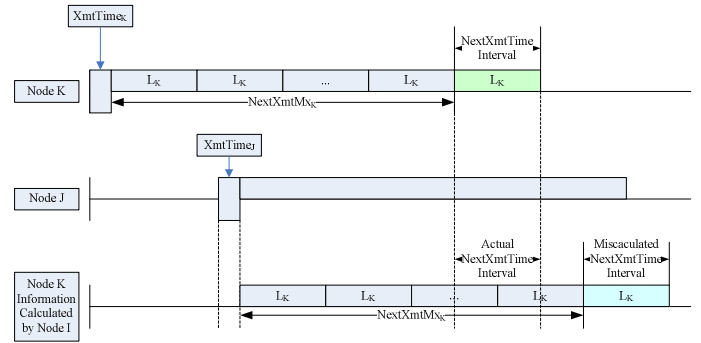 XmtTimeK
NextXmtTime
Interval
Node K
LK
LK
...
LK
LK
NextXmtMxK
XmtTimeJ
Node J
Actual
NextXmtTime
Interval
Miscaculated
NextXmtTime
Interval
Node K
Information
Calculated
by Node I
LK
LK
...
LK
LK
NextXmtMxK